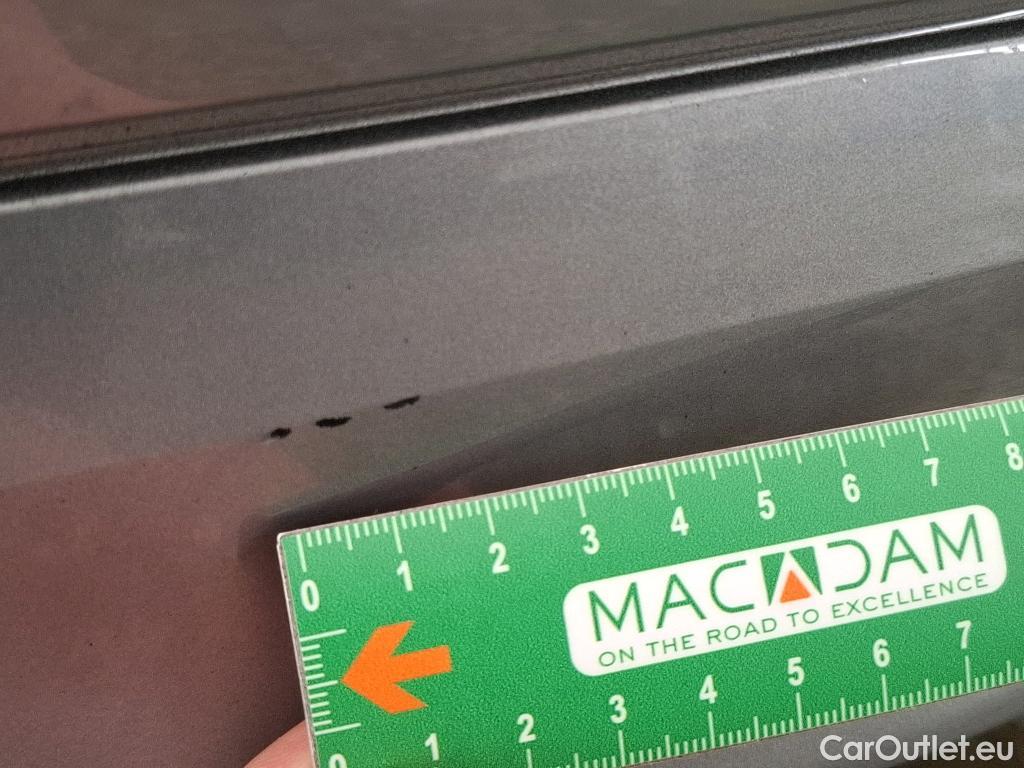 0 1 2 3 4 5 6 7 8
MACADAM
ON THE ROAD TO EXCELLENCE
0 1 2 3 4 5 6 7
CarOutlet.eu